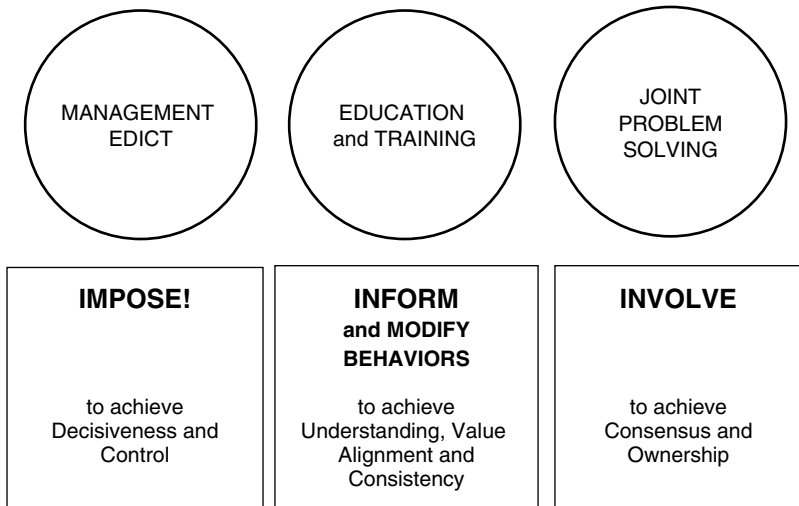 MANAGEMENT
EDICT
EDUCATION
and TRAINING
JOINT
PROBLEM
SOLVING
IMPOSE!
to achieve
Decisiveness and
Control
INFORM
and MODIFY
BEHAVIORS
to achieve
Understanding, Value
Alignment and
Consistency
INVOLVE
to achieve
Consensus and
Ownership